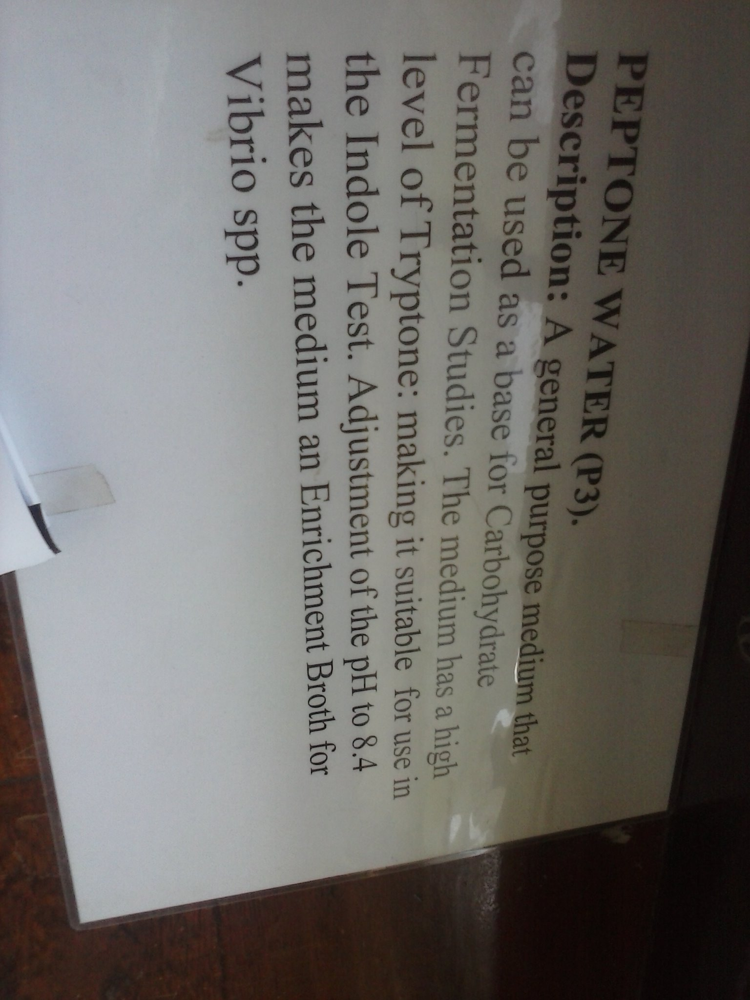 PEPTONE WATER (P3).
Description: A general purpose medium that
can be used as a base for Carbohydrate
Fermentation Studies. The medium has a high
level of Tryptone: making it suitable for use in
the Indole Test. Adjustment of the pH to 8.4
makes the medium an Enrichment Broth for
Vibrio spp.